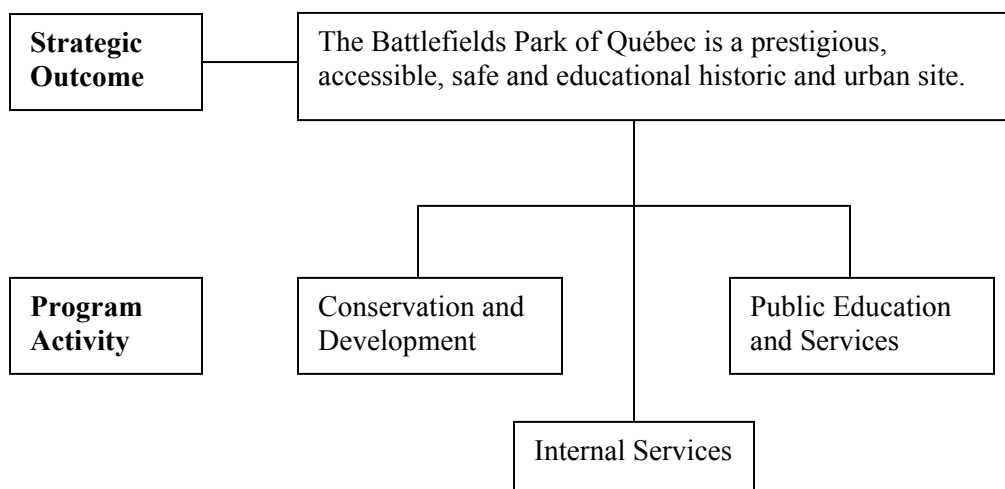 Strategic
Outcome
The Battlefields Park of Québec is a prestigious,
accessible, safe and educational historic and urban site.
Program
Activity
Conservation and
Development
Public Education
and Services
Internal Services